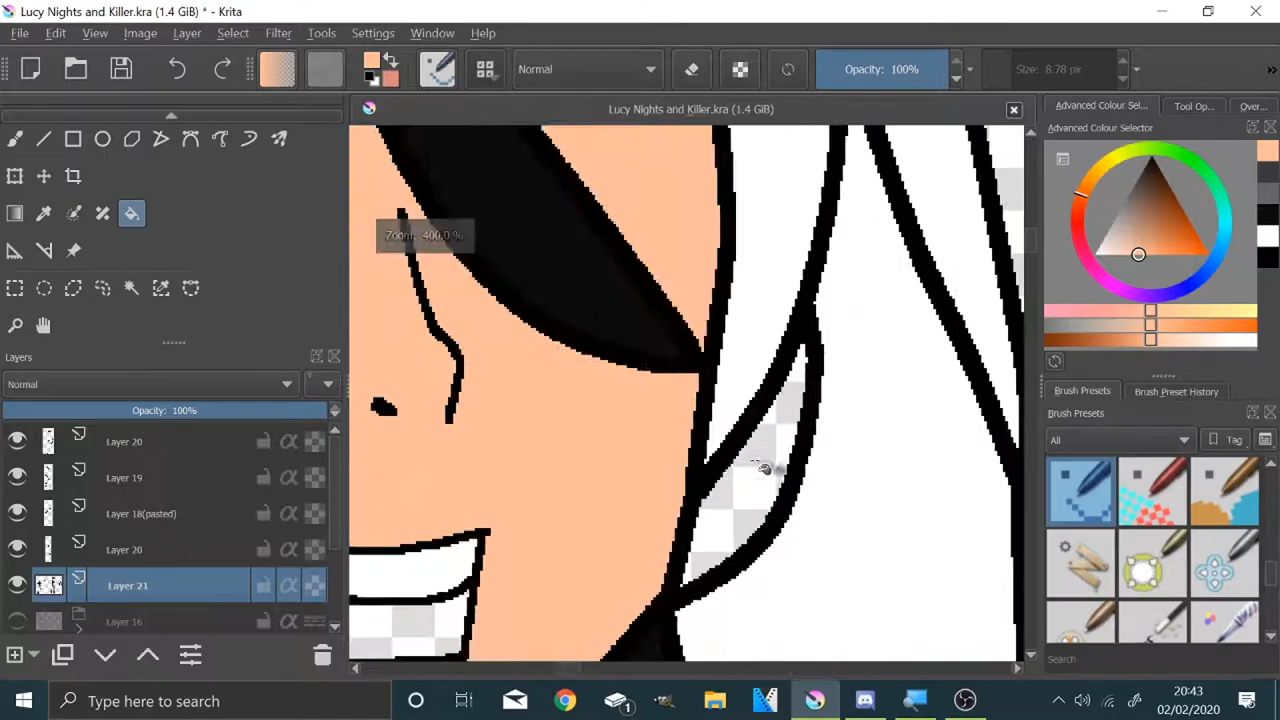 Lucy Nights and Killer.kra (1.4 GiB) * - Krita
File Edit View Image Layer Select Filter Tools Settings Window Help
Normal
Opacity: 100%
Size: 8.78 px
Lucy Nights and Killer.kra (1.4 GiB)
Advanced Colour Sel...
Tool Op...
Over...
Advanced Colour Selector
Zoom: 400.0 %
Layers
Normal
Opacity: 100%
Layer 20
Layer 19
Layer 18(pasted)
Layer 20
Layer 21
Layer 16
Brush Presets
Brush Preset History
Brush Presets
All
Tag
Search
Type here to search
1
20:43
02/02/2020